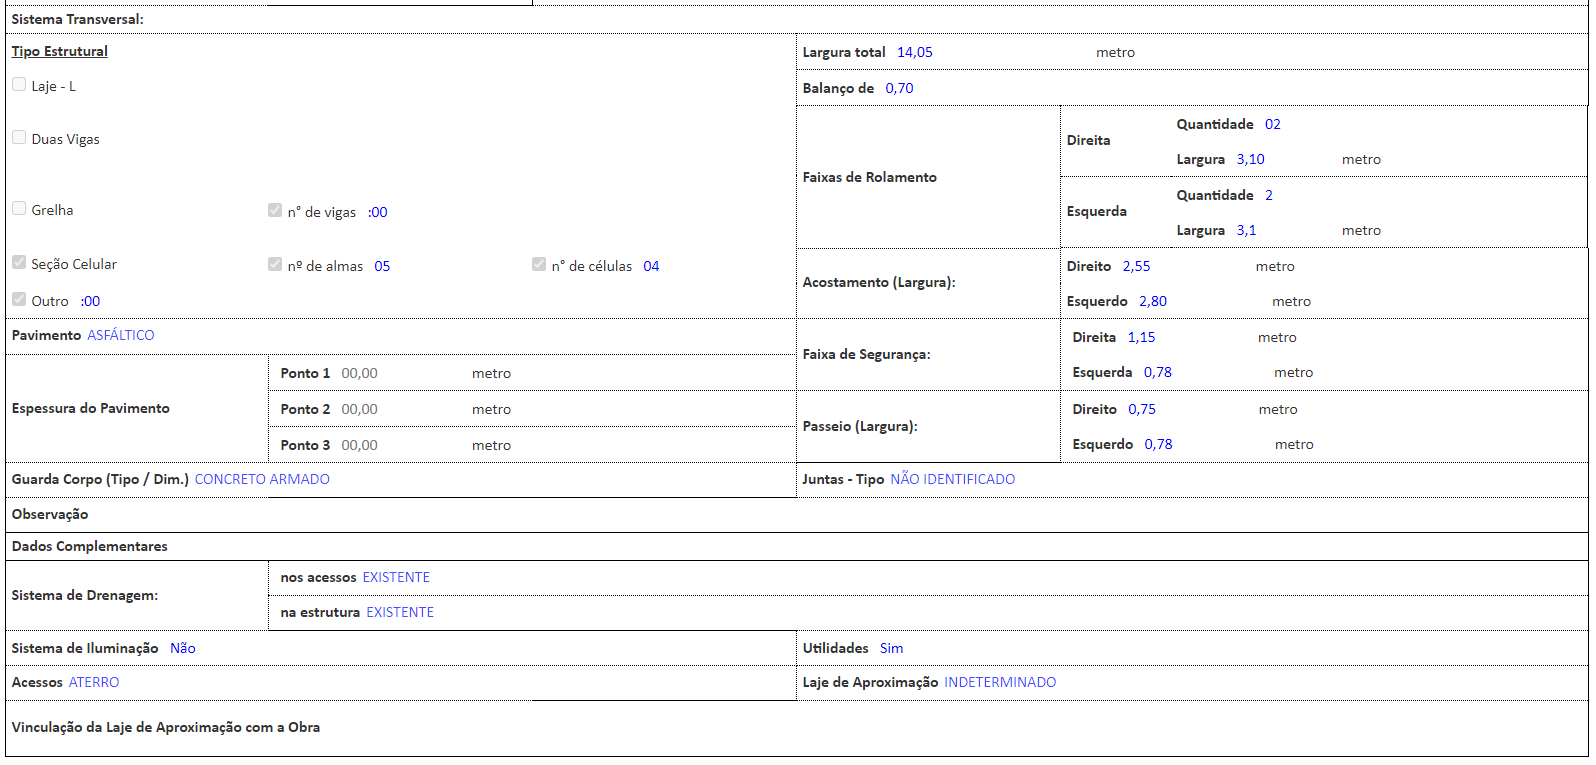 Sistema Transversal:
Tipo Estrutural
Laje - L
Duas Vigas
Grelha n° de vigas :00
Seção Celular nº de almas 05 n° de células 04
Outro :00
Largura total 14,05 metro
Balanço de 0,70
Faixas de Rolamento
Direita
Quantidade 02
Largura 3,10 metro
Esquerda
Quantidade 2
Largura 3,1 metro
Acostamento (Largura):
Direito 2,55 metro
Esquerdo 2,80 metro
Pavimento ASFÁLTICO
Espessura do Pavimento
Ponto 1 00,00 metro
Ponto 2 00,00 metro
Ponto 3 00,00 metro
Faixa de Segurança:
Direita 1,15 metro
Esquerda 0,78 metro
Passeio (Largura):
Direito 0,75 metro
Esquerdo 0,78 metro
Guarda Corpo (Tipo / Dim.) CONCRETO ARMADO
Juntas - Tipo NÃO IDENTIFICADO
Observação
Dados Complementares
Sistema de Drenagem:
nos acessos EXISTENTE
na estrutura EXISTENTE
Sistema de Iluminação Não
Utilidades Sim
Acessos ATERRO
Laje de Aproximação INDETERMINADO
Vinculação da Laje de Aproximação com a Obra